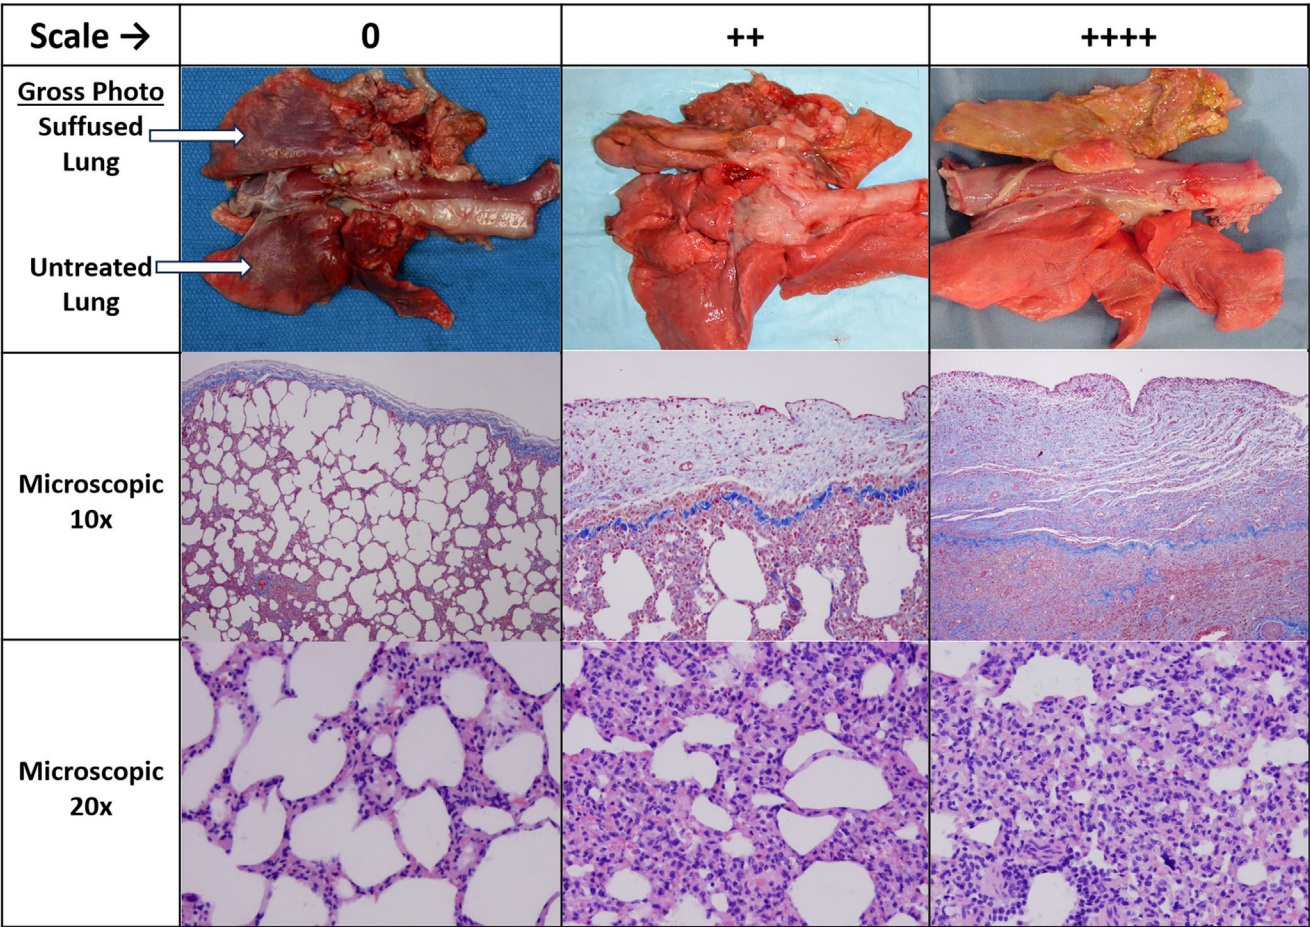 Scale → 0 ++ ++++
Gross Photo
Suffused
Lung
Untreated
Lung
Microscopic
10x
Microscopic
20x